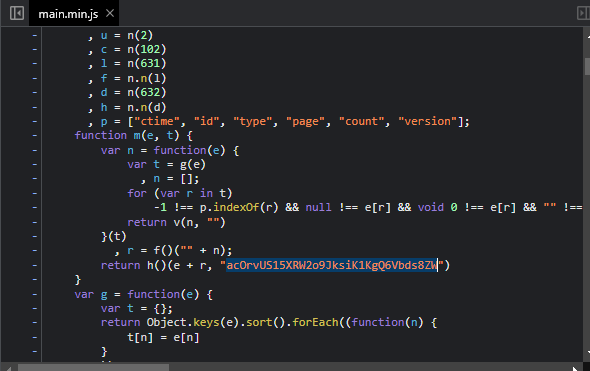 main.min.js ×
- , u = n(2)
- , c = n(102)
- , l = n(631)
- , f = n.n(l)
- , d = n(632)
- , h = n.n(d)
- , p = ["ctime", "id", "type", "page", "count", "version"];
- function m(e, t) {
- var n = function(e) {
- var t = g(e)
- , n = [];
- for (var r in t)
- -1 !== p.indexOf(r) && null !== e[r] && void 0 !== e[r] && "" !==
- return v(n, "")
- }(t)
- , r = f()("" + n);
- return h()(e + r, "acOrvUS15XRW2o9JksiK1KgQ6Vbds8ZW")
- }
- var g = function(e) {
- var t = {};
- return Object.keys(e).sort().forEach((function(n) {
- t[n] = e[n]
- }